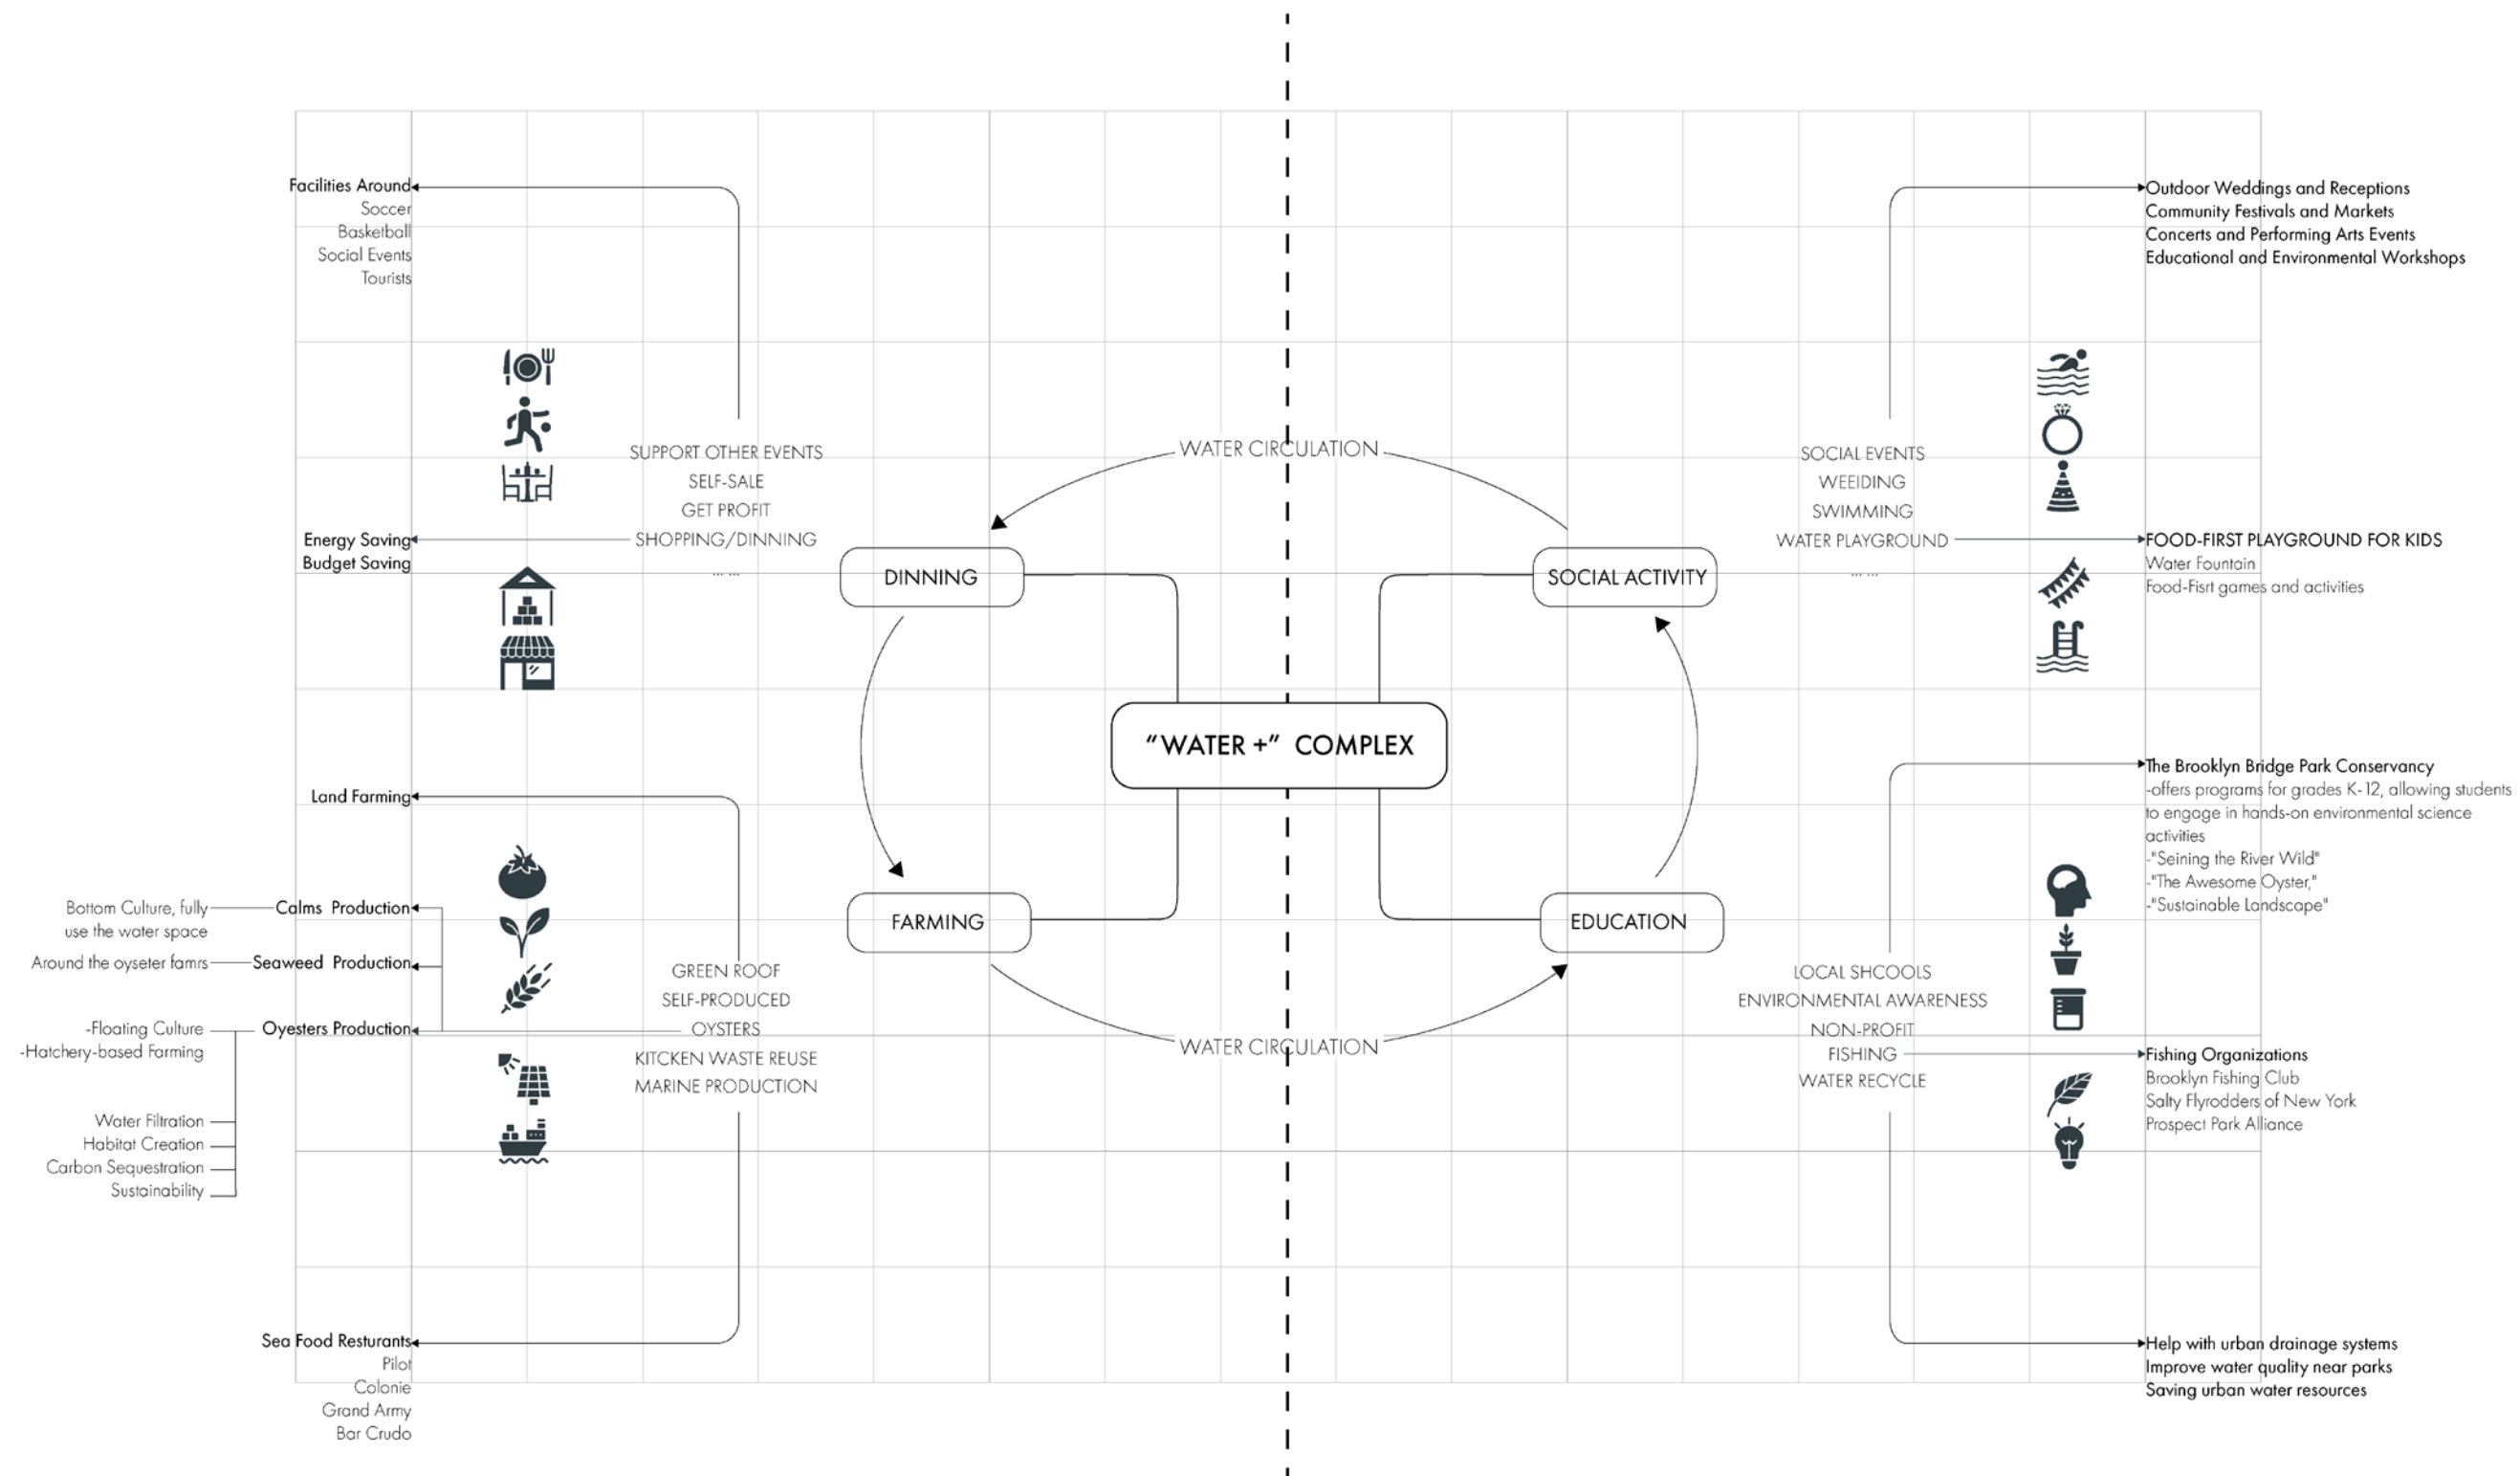 Facilities Around
Soccer
Basketball
Social Events
Tourists
SUPPORT OTHER EVENTS
SELF-SALE
GET PROFIT
SHOPPING/DINNING
... ...
Energy Saving
Budget Saving
DINNING
WATER CIRCULATION
SOCIAL ACTIVITY
SOCIAL EVENTS
WEEIDING
SWIMMING
WATER PLAYGROUND
... ...
Outdoor Weddings and Receptions
Community Festivals and Markets
Concerts and Performing Arts Events
Educational and Environmental Workshops
FOOD-FIRST PLAYGROUND FOR KIDS
Water Fountain
Food-Fisrt games and activities
“WATER +” COMPLEX
Land Farming
Calms Production
Bottom Culture, fully
use the water space
Seaweed Production
Around the oyseter famrs
Oyesters Production
-Floating Culture
-Hatchery-based Farming
Water Filtration
Habitat Creation
Carbon Sequestration
Sustainability
GREEN ROOF
SELF-PRODUCED
OYSTERS
KITCKEN WASTE REUSE
MARINE PRODUCTION
Sea Food Resturants
Pilot
Colonie
Grand Army
Bar Crudo
FARMING
WATER CIRCULATION
EDUCATION
LOCAL SHCOOLS
ENVIRONMENTAL AWARENESS
NON-PROFIT
FISHING
WATER RECYCLE
The Brooklyn Bridge Park Conservancy
-offers programs for grades K-12, allowing students
to engage in hands-on environmental science
activities
-"Seining the River Wild"
-"The Awesome Oyster,"
-"Sustainable Landscape"
Fishing Organizations
Brooklyn Fishing Club
Salty Flyrodders of New York
Prospect Park Alliance
Help with urban drainage systems
Improve water quality near parks
Saving urban water resources